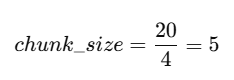 chunk_size = 20/4 = 5